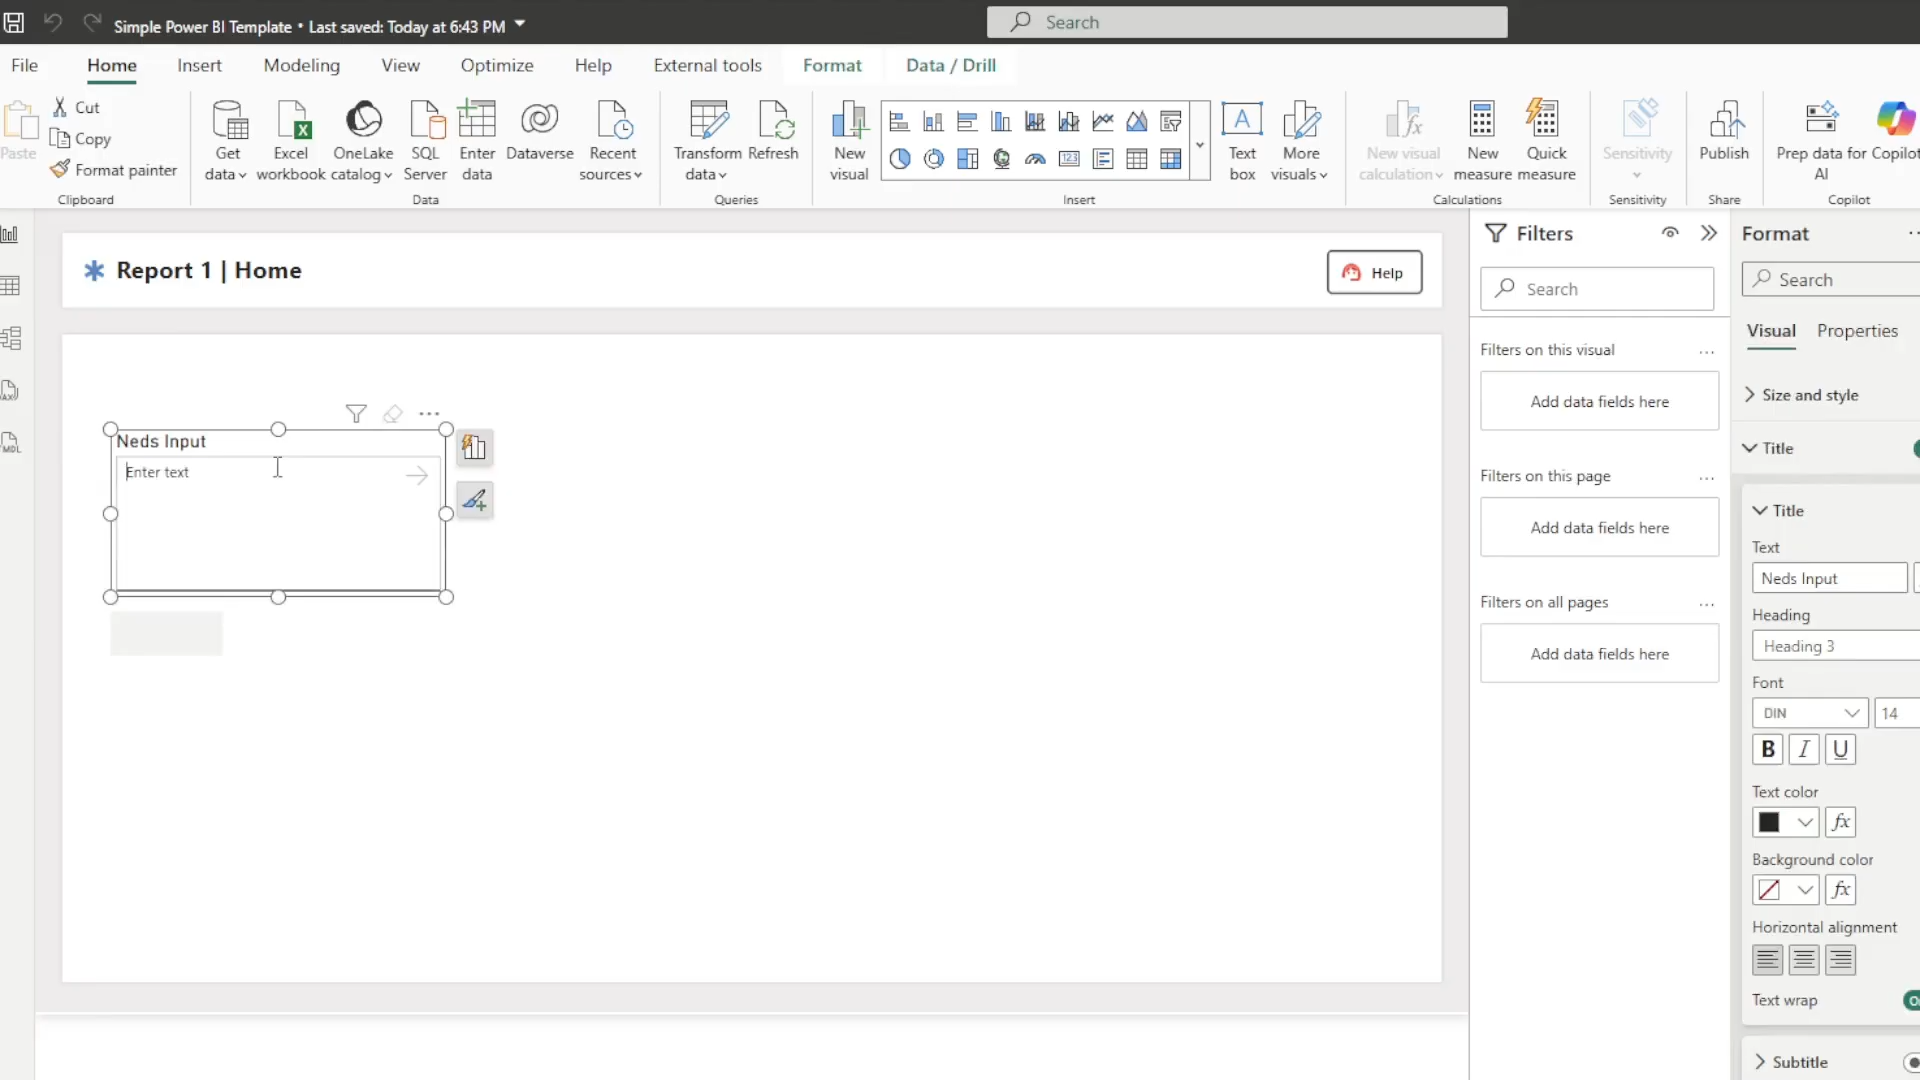 Simple Power BI Template • Last saved: Today at 6:43 PM
Search
File Home Insert Modeling View Optimize Help External tools Format Data / Drill
Paste
Cut
Copy
Format painter
Clipboard
Get data
Excel workbook
OneLake catalog
SQL Server
Enter data
Dataverse
Recent sources
Data
Transform data
Refresh
Queries
New visual
Text box
More visuals
Insert
New visual calculation
New measure
Quick measure
Calculations
Sensitivity
Sensitivity
Publish
Share
Prep data for AI
Copilot
Copilot
Report 1 | Home
Help
Neds Input
Enter text
Filters
Search
Filters on this visual
Add data fields here
Filters on this page
Add data fields here
Filters on all pages
Add data fields here
Format
Search
Visual Properties
Size and style
Title
Title
Text
Neds Input
Heading
Heading 3
Font
DIN 14
B I U
Text color
fx
Background color
fx
Horizontal alignment
Text wrap
Subtitle